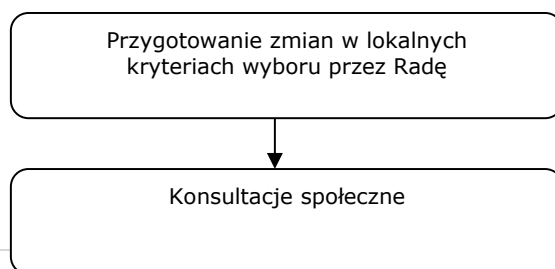 Przygotowanie zmian w lokalnych
kryteriach wyboru przez Radę
Konsultacje społeczne